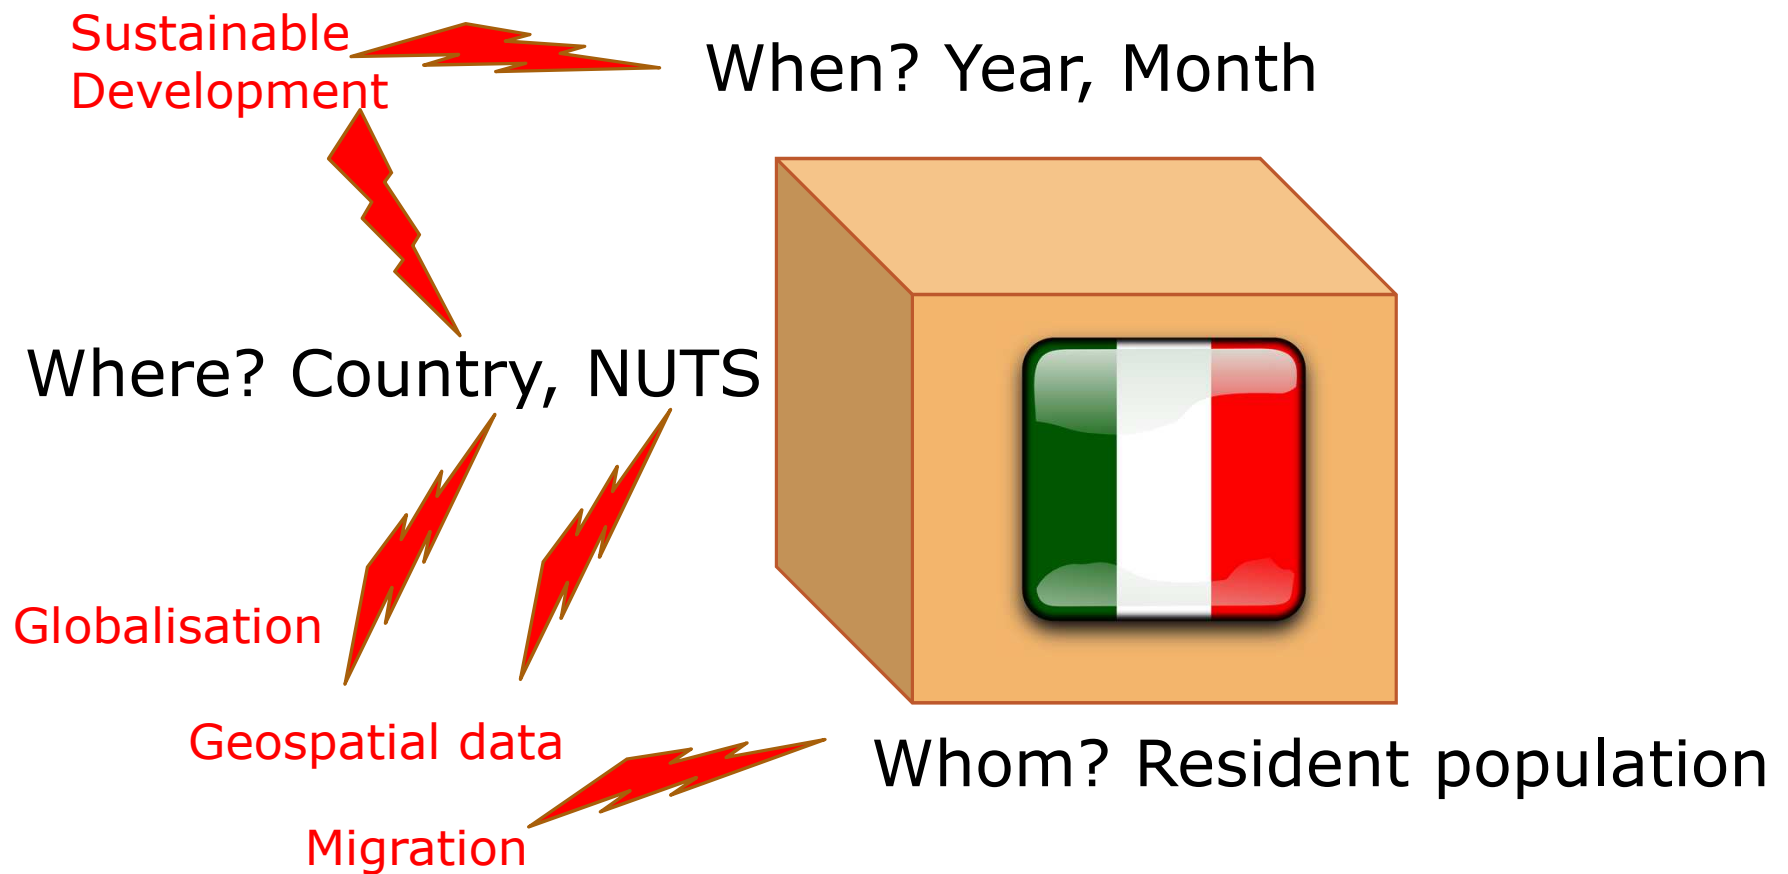 Sustainable
Development
When? Year, Month
Where? Country, NUTS
Globalisation
Geospatial data
Whom? Resident population
Migration